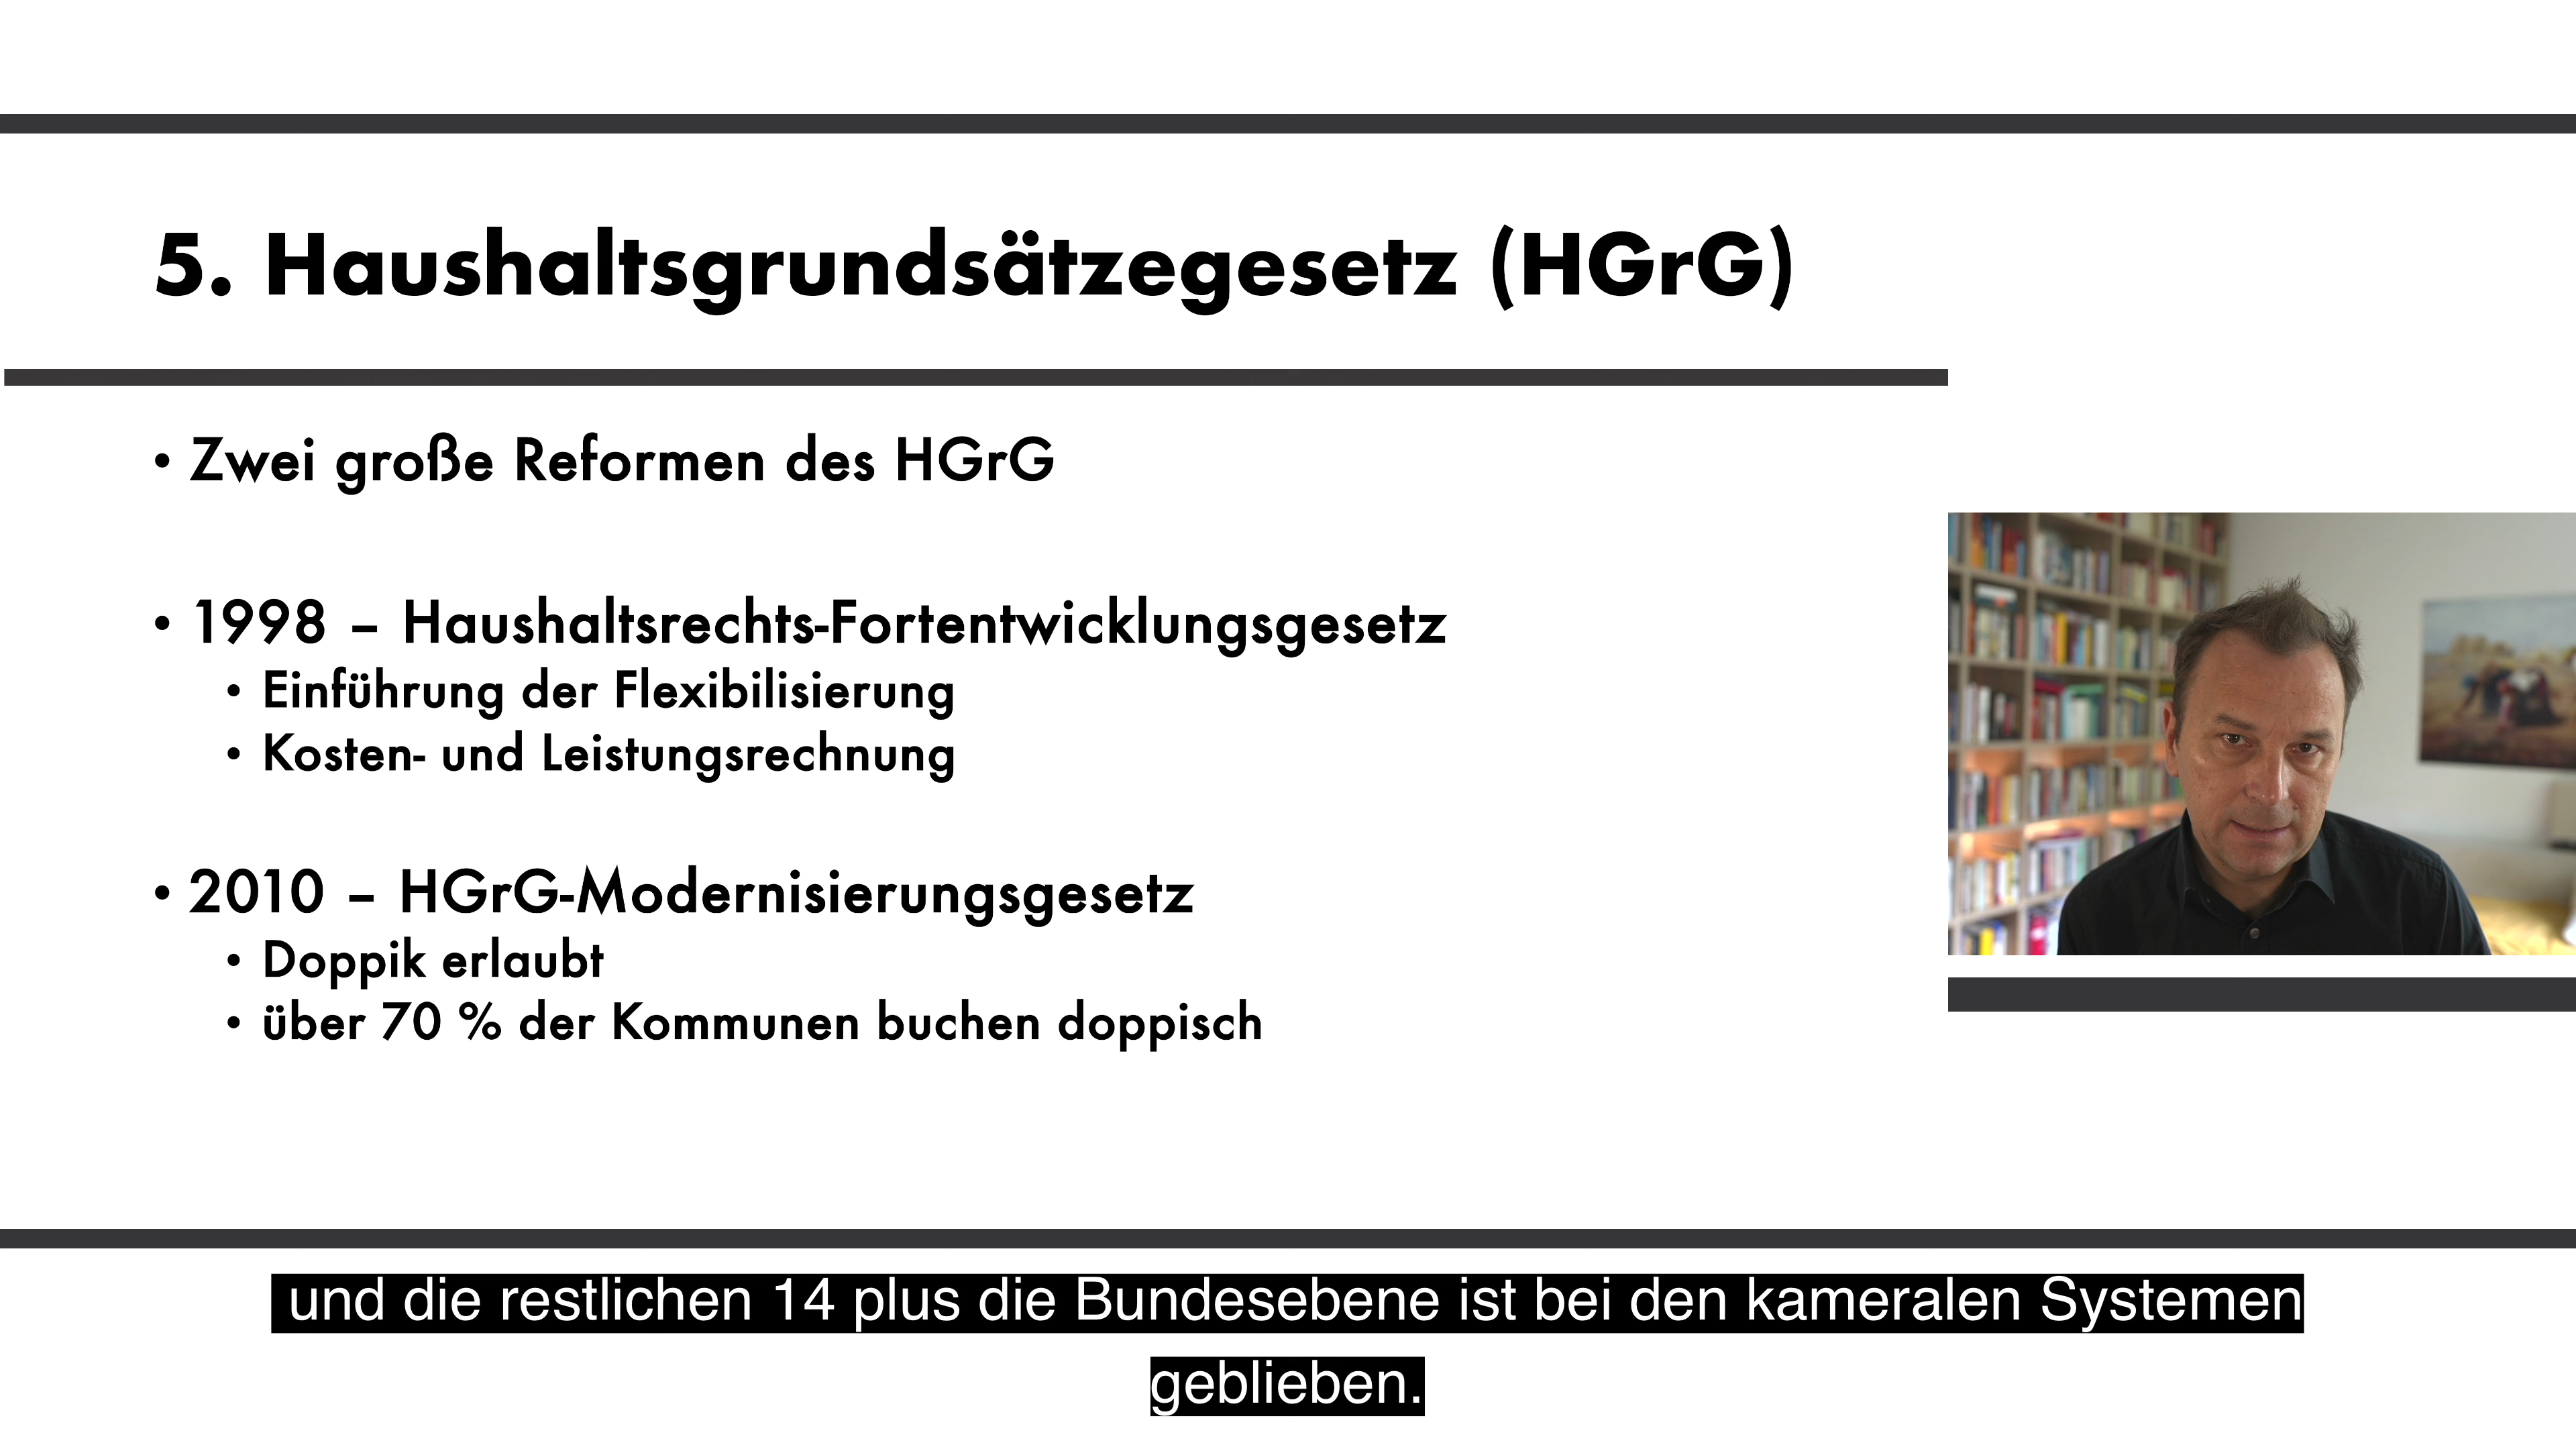 5. Haushaltsgrundsätzegesetz (HGrG)
• Zwei große Reformen des HGrG
• 1998 – Haushaltsrechts-Fortentwicklungsgesetz
• Einführung der Flexibilisierung
• Kosten- und Leistungsrechnung
• 2010 – HGrG-Modernisierungsgesetz
• Doppik erlaubt
• über 70 % der Kommunen buchen doppisch
und die restlichen 14 plus die Bundesebene ist bei den kameralen Systemen
geblieben.